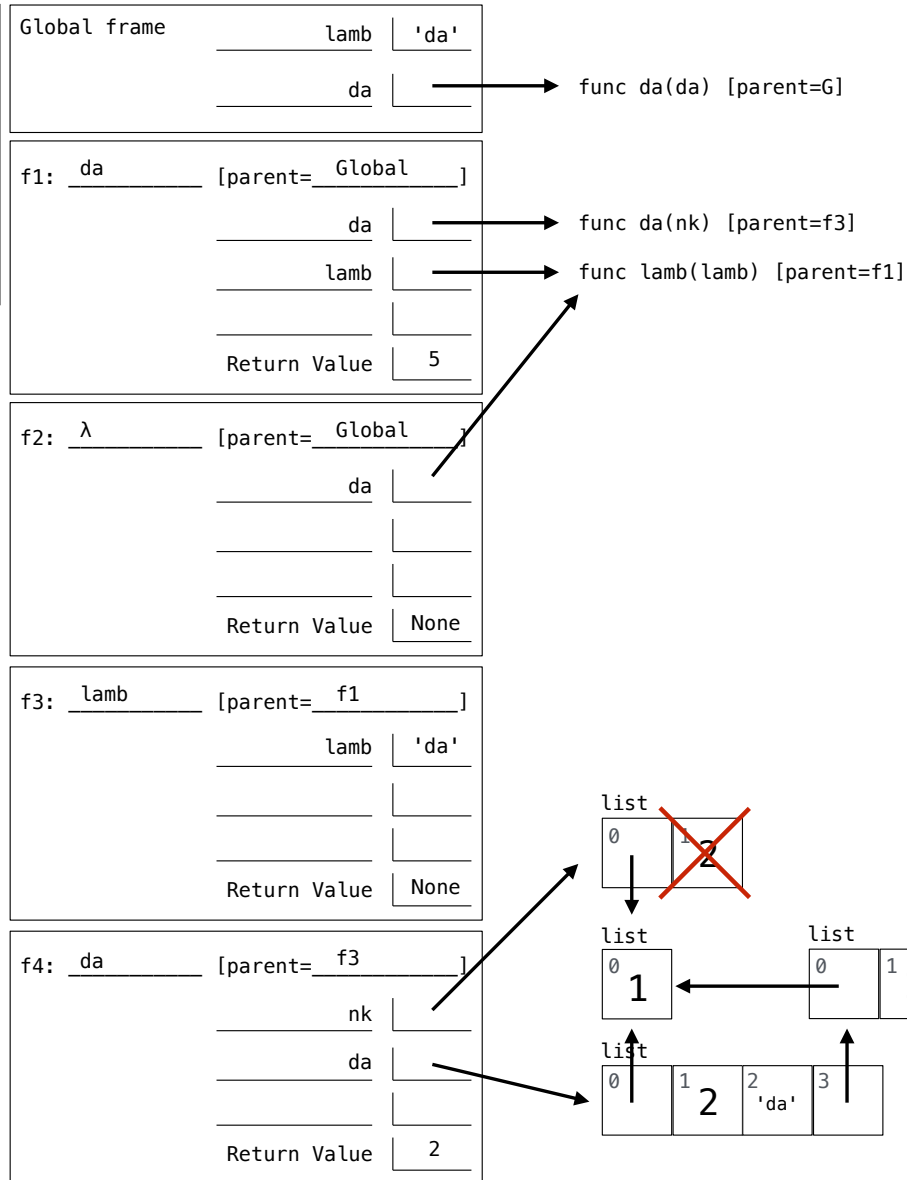 Global frame
lamb 'da'
da
func da(da) [parent=G]
f1: da [parent= Global ]
da
func da(nk) [parent=f3]
lamb
func lamb(lamb) [parent=f1]
Return Value 5
f2: λ [parent= Global ]
da
Return Value None
f3: lamb [parent= f1 ]
lamb 'da'
Return Value None
list
0 1 2
f4: da [parent= f3 ]
nk
da
Return Value 2
list
0 1
list
0 1
list
0 1 2 2 'da' 3